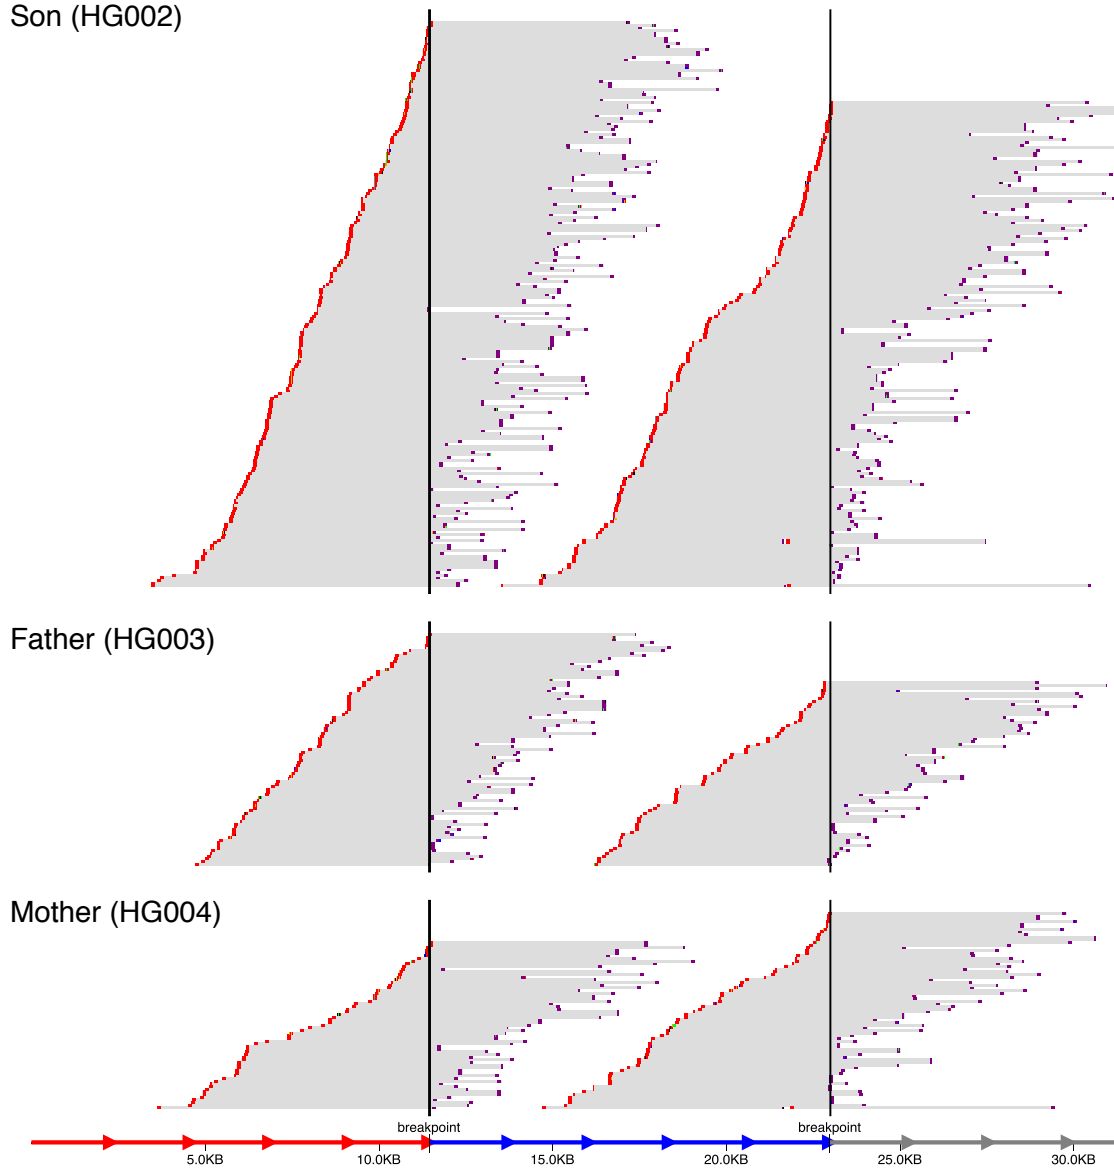 Son (HG002)
Father (HG003)
Mother (HG004)
breakpoint breakpoint
5.0KB 10.0KB 15.0KB 20.0KB 25.0KB 30.0KB